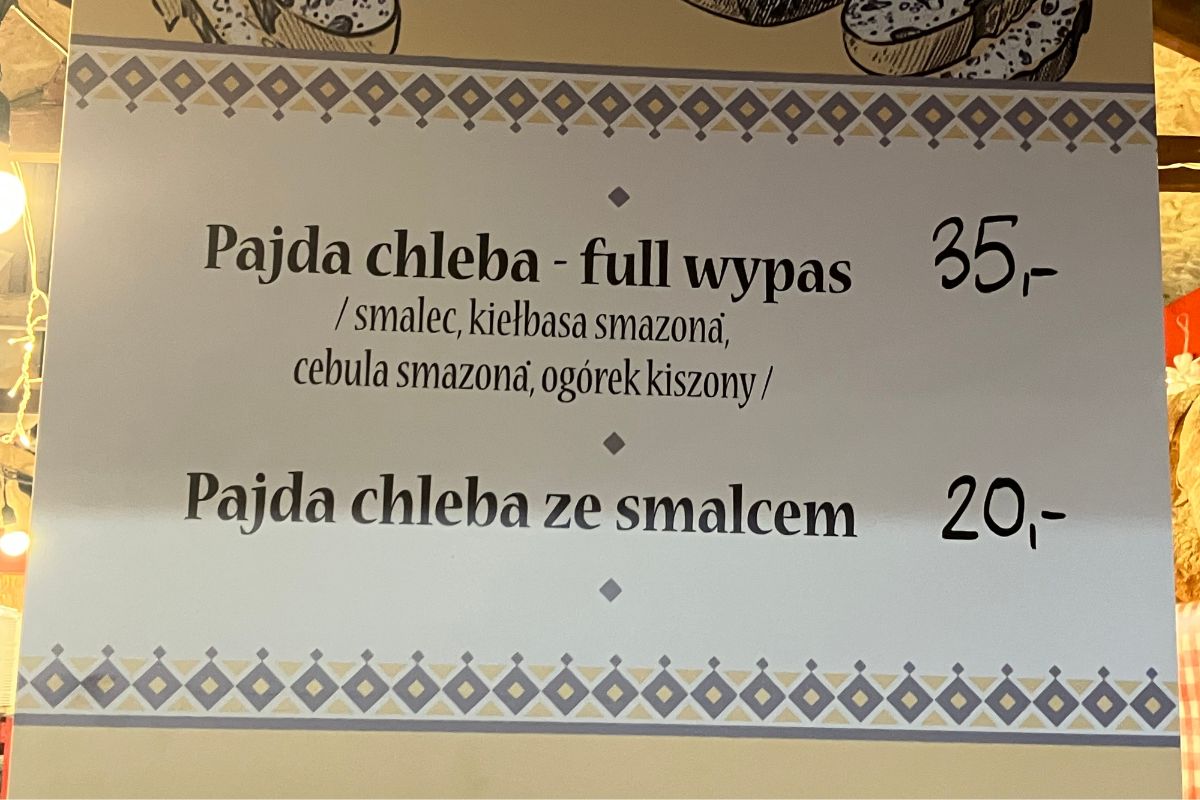 Pajda chleba - full wypas 35,-
/ smalec, kiełbasa smazona,
cebula smazona, ogórek kiszony /
Pajda chleba ze smalcem 20,-